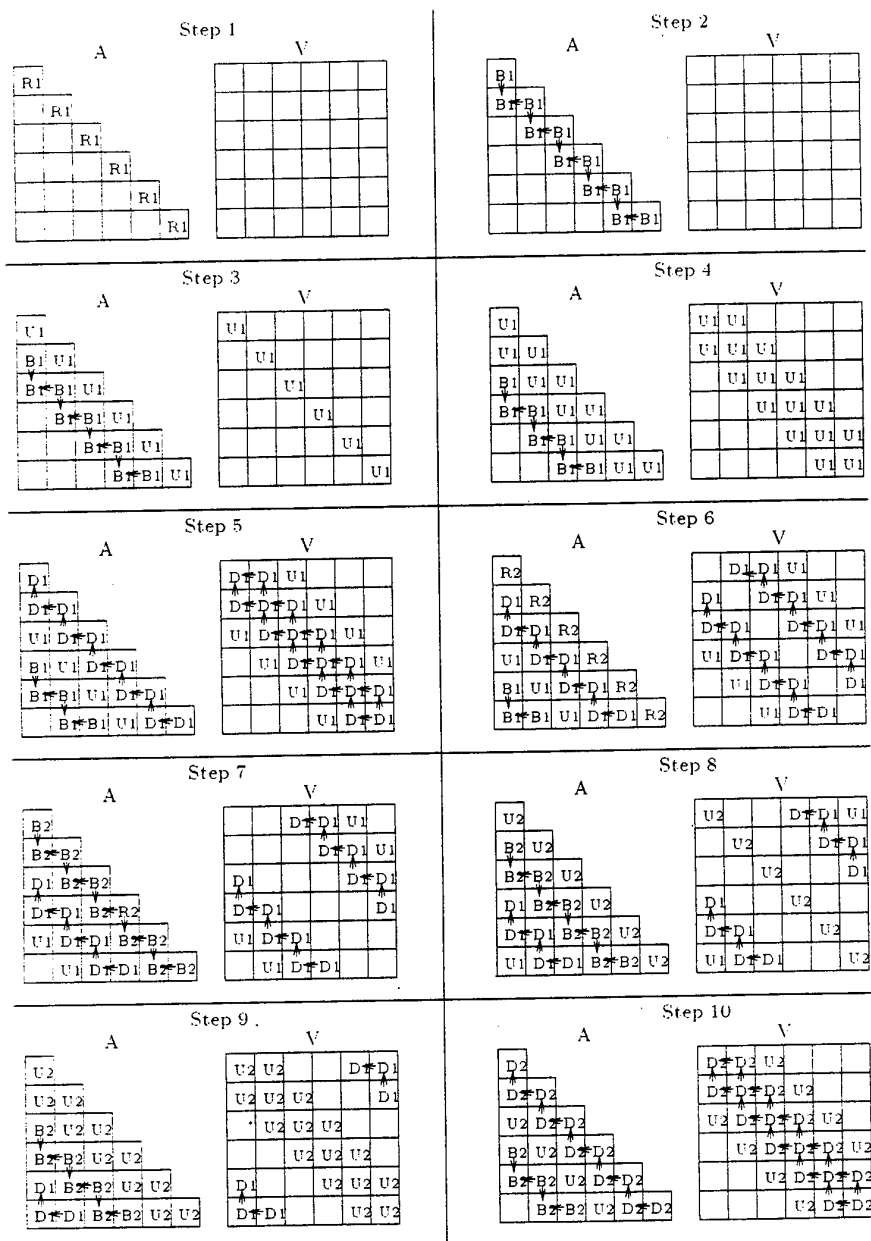 Step 1
A V
R1
R1
R1
R1
R1
R1
Step 2
A V
B1
B1 B1
B1 B1
B1 B1
B1 B1
B1 B1
Step 3
A V
U1 U1
B1 U1 U1
B1 B1 U1 U1
B1 B1 U1 U1
B1 B1 U1 U1
B1 B1 U1 U1
Step 4
A V
U1 U1 U1
U1 U1 U1 U1 U1
B1 U1 U1 U1 U1 U1
B1 B1 U1 U1 U1 U1 U1
B1 B1 U1 U1 U1 U1 U1
B1 B1 U1 U1 U1 U1
Step 5
A V
D1 D1 D1 U1
D1 D1 D1 D1 D1 U1
U1 D1 D1 U1 D1 D1 D1 U1
B1 U1 D1 D1 U1 D1 D1 D1 U1
B1 B1 U1 D1 D1 U1 D1 D1 D1
B1 B1 U1 D1 D1 U1 D1 D1
Step 6
A V
R2 D1 D1 U1
D1 R2 D1 D1 D1 U1
D1 D1 R2 D1 D1 D1 D1 U1
U1 D1 D1 R2 U1 D1 D1 D1 D1
B1 U1 D1 D1 R2 U1 D1 D1 D1
B1 B1 U1 D1 D1 R2 U1 D1 D1
Step 7
A V
B2 D1 D1 U1
B2 B2 D1 D1 U1
D1 B2 B2 D1 D1 D1
D1 D1 B2 R2 D1 D1 D1
U1 D1 D1 B2 B2 U1 D1 D1
U1 D1 D1 B2 B2 U1 D1 D1
Step 8
A V
U2 U2 D1 D1 U1
B2 U2 U2 D1 D1
B2 B2 U2 U2 D1
D1 B2 B2 U2 D1 U2
D1 D1 B2 B2 U2 D1 D1 U2
U1 D1 D1 B2 B2 U2 U1 D1 D1 U2
Step 9
A V
U2 U2 U2 D1 D1
U2 U2 U2 U2 U2 D1
B2 U2 U2 U2 U2 U2
B2 B2 U2 U2 U2 U2 U2
D1 B2 B2 U2 U2 D1 U2 U2 U2
D1 D1 B2 B2 U2 U2 D1 D1 U2 U2
Step 10
A V
D2 D2 D2 U2
D2 D2 D2 D2 D2 U2
U2 D2 D2 U2 D2 D2 D2 U2
B2 U2 D2 D2 U2 D2 D2 D2 U2
B2 B2 U2 D2 D2 U2 D2 D2 D2
B2 B2 U2 D2 D2 U2 D2 D2